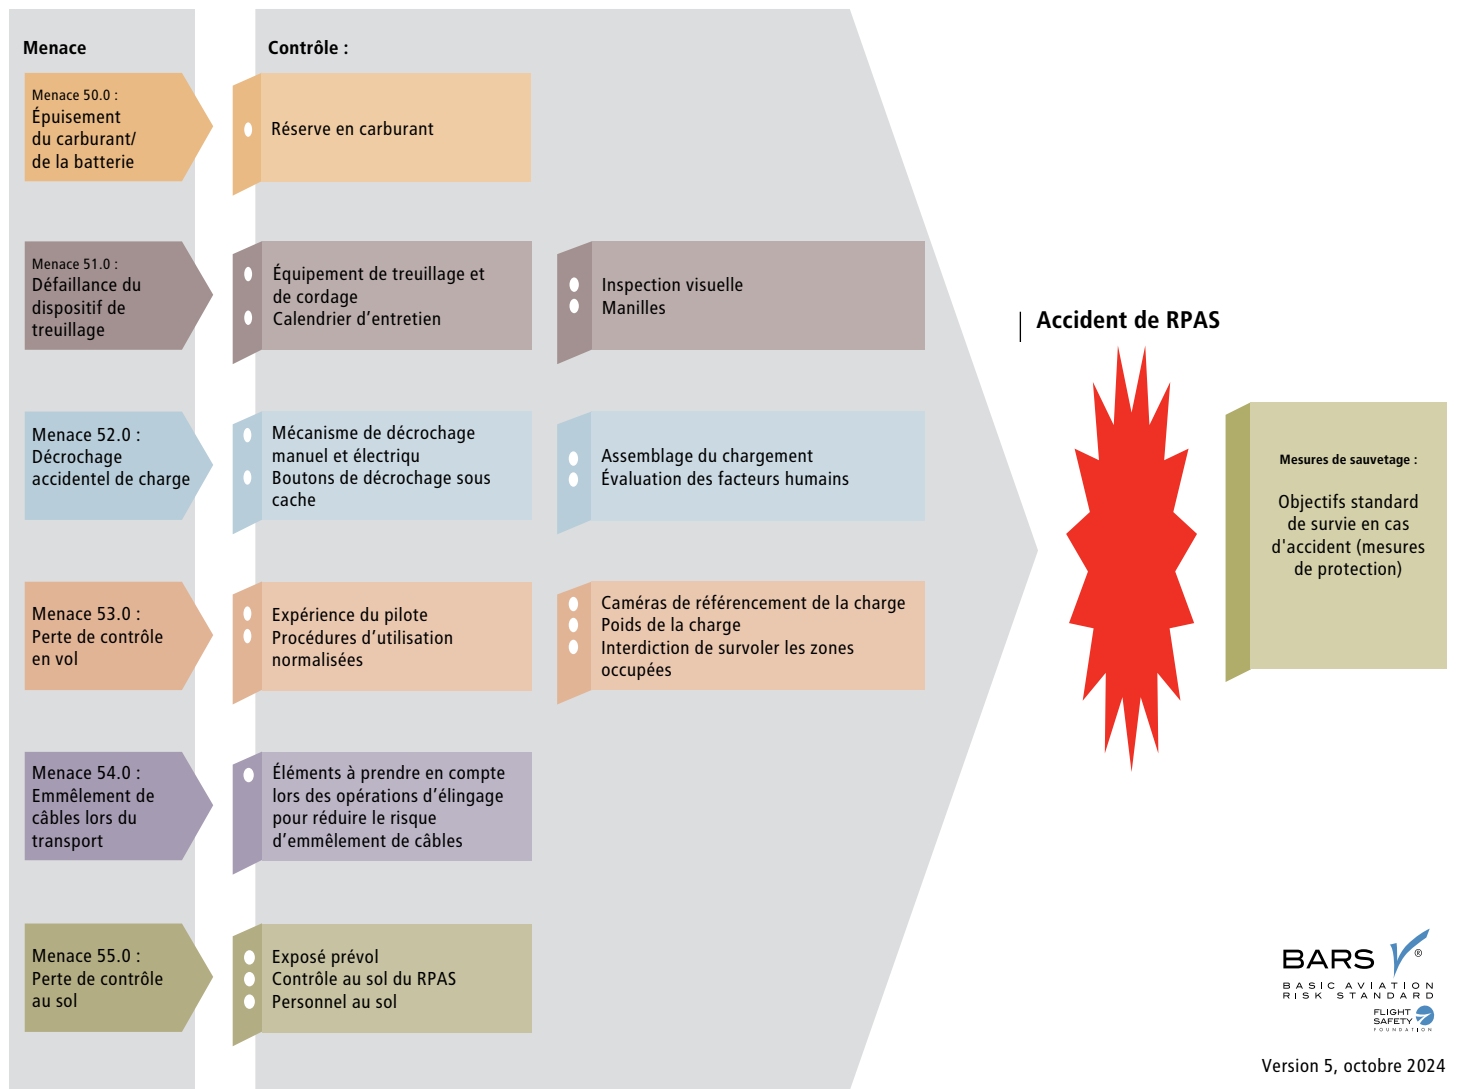 Menace
Contrôle :
Menace 50.0 :
Épuisement
du carburant/
de la batterie
Réserve en carburant
Menace 51.0 :
Défaillance du
dispositif de
treuillage
Équipement de treuillage et
de cordage
Calendrier d’entretien
Inspection visuelle
Manilles
Menace 52.0 :
Décrochage
accidentel de charge
Mécanisme de décrochage
manuel et électriqu
Boutons de décrochage sous
cache
Assemblage du chargement
Évaluation des facteurs humains
Menace 53.0 :
Perte de contrôle
en vol
Expérience du pilote
Procédures d’utilisation
normalisées
Caméras de référencement de la charge
Poids de la charge
Interdiction de survoler les zones
occupées
Menace 54.0 :
Emmêlement de
câbles lors du
transport
Éléments à prendre en compte
lors des opérations d’élingage
pour réduire le risque
d’emmêlement de câbles
Menace 55.0 :
Perte de contrôle
au sol
Exposé prévol
Contrôle au sol du RPAS
Personnel au sol
Accident de RPAS
Mesures de sauvetage :
Objectifs standard
de survie en cas
d'accident (mesures
de protection)
BARS ®
BASIC AVIATION
RISK STANDARD
FLIGHT
SAFETY
FOUNDATION
Version 5, octobre 2024